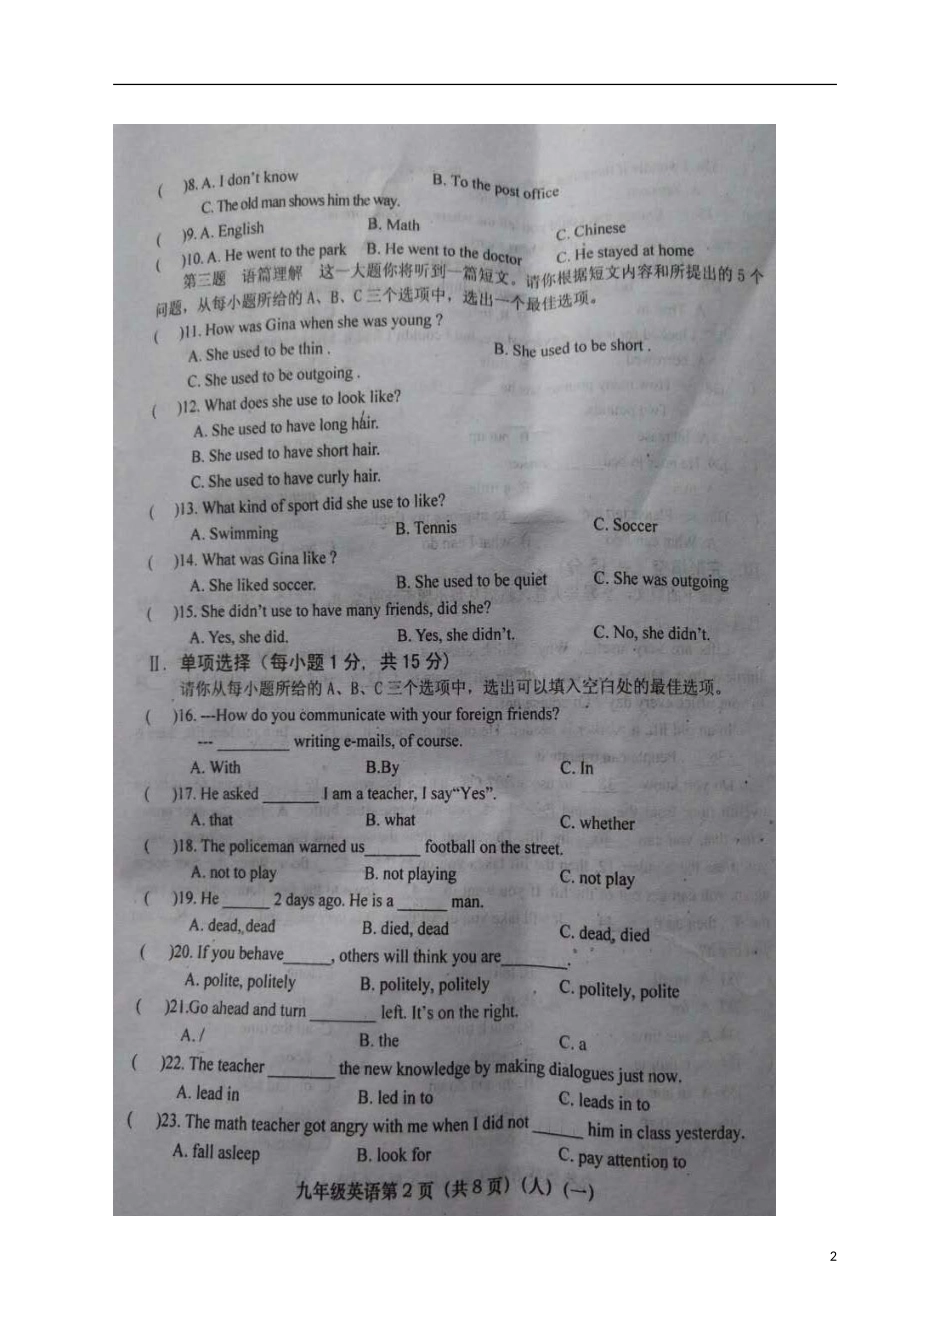 ( )8. A. I don't know B. To the post office
C. The old man shows him the way.
( )9. A. English B. Math C. Chinese
( )10. A. He went to the park B. He went to the doctor C. He stayed at home
第三题 语篇理解 这一大题你将听到一篇短文。请你根据短文内容和所提出的5个
问题，从每小题所给的A、B、C三个选项中，选出一个最佳选项。
( )11. How was Gina when she was young ?
A. She used to be thin . B. She used to be short .
C. She used to be outgoing .
( )12. What does she use to look like?
A. She used to have long hair.
B. She used to have short hair.
C. She used to have curly hair.
( )13. What kind of sport did she use to like?
A. Swimming B. Tennis C. Soccer
( )14. What was Gina like ?
A. She liked soccer. B. She used to be quiet C. She was outgoing
( )15. She didn't use to have many friends, did she?
A. Yes, she did. B. Yes, she didn't. C. No, she didn't.
Ⅱ. 单项选择（每小题1分，共15分）
请你从每小题所给的A、B、C三个选项中，选出可以填入空白处的最佳选项。
( )16. ---How do you communicate with your foreign friends?
--- ________ writing e-mails, of course.
A. With B.By C. In
( )17. He asked ______ I am a teacher, I say“Yes”.
A. that B. what C. whether
( )18. The policeman warned us______ football on the street.
A. not to play B. not playing C. not play
( )19. He _____ 2 days ago. He is a _____ man.
A. dead, dead B. died, dead C. dead, died
( )20. If you behave_____, others will think you are_______.
A. polite, politely B. politely, politely C. politely, polite
( )21.Go ahead and turn _______ left. It's on the right.
A. / B. the C. a
( )22. The teacher _______ the new knowledge by making dialogues just now.
A. lead in B. led in to C. leads in to
( )23. The math teacher got angry with me when I did not _____ him in class yesterday.
A. fall asleep B. look for C. pay attention to
九年级英语第2页（共8页）（人）（一）
2